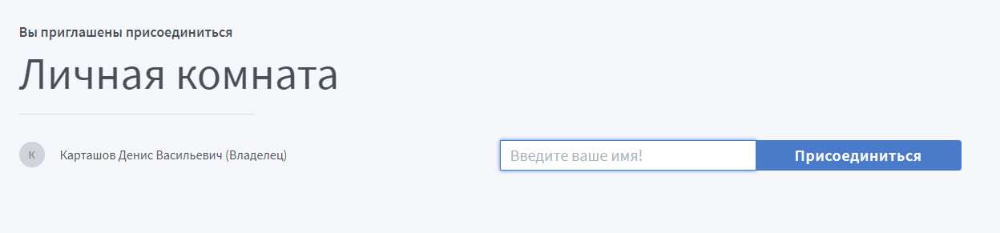 Вы приглашены присоединиться
Личная комната
К
Карташов Денис Васильевич (Владелец)
Введите ваше имя!
Присоединиться